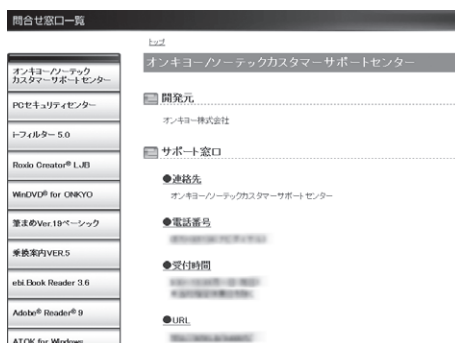 問合せ窓口一覧
トップ
オンキヨー/ソーテックカスタマーサポートセンター
オンキヨー/ソーテック
カスタマーサポートセンター
PCセキュリティセンター
i-フィルター 5.0
Roxio Creator® LJB
WinDVD® for ONKYO
筆まめVer.19ベーシック
乗換案内VER.5
ebi.Book Reader 3.6
Adobe® Reader® 9
ATOK for Windows
開発元
オンキヨー株式会社
サポート窓口
●連絡先
オンキヨー/ソーテックカスタマーサポートセンター
●電話番号
●受付時間
●URL